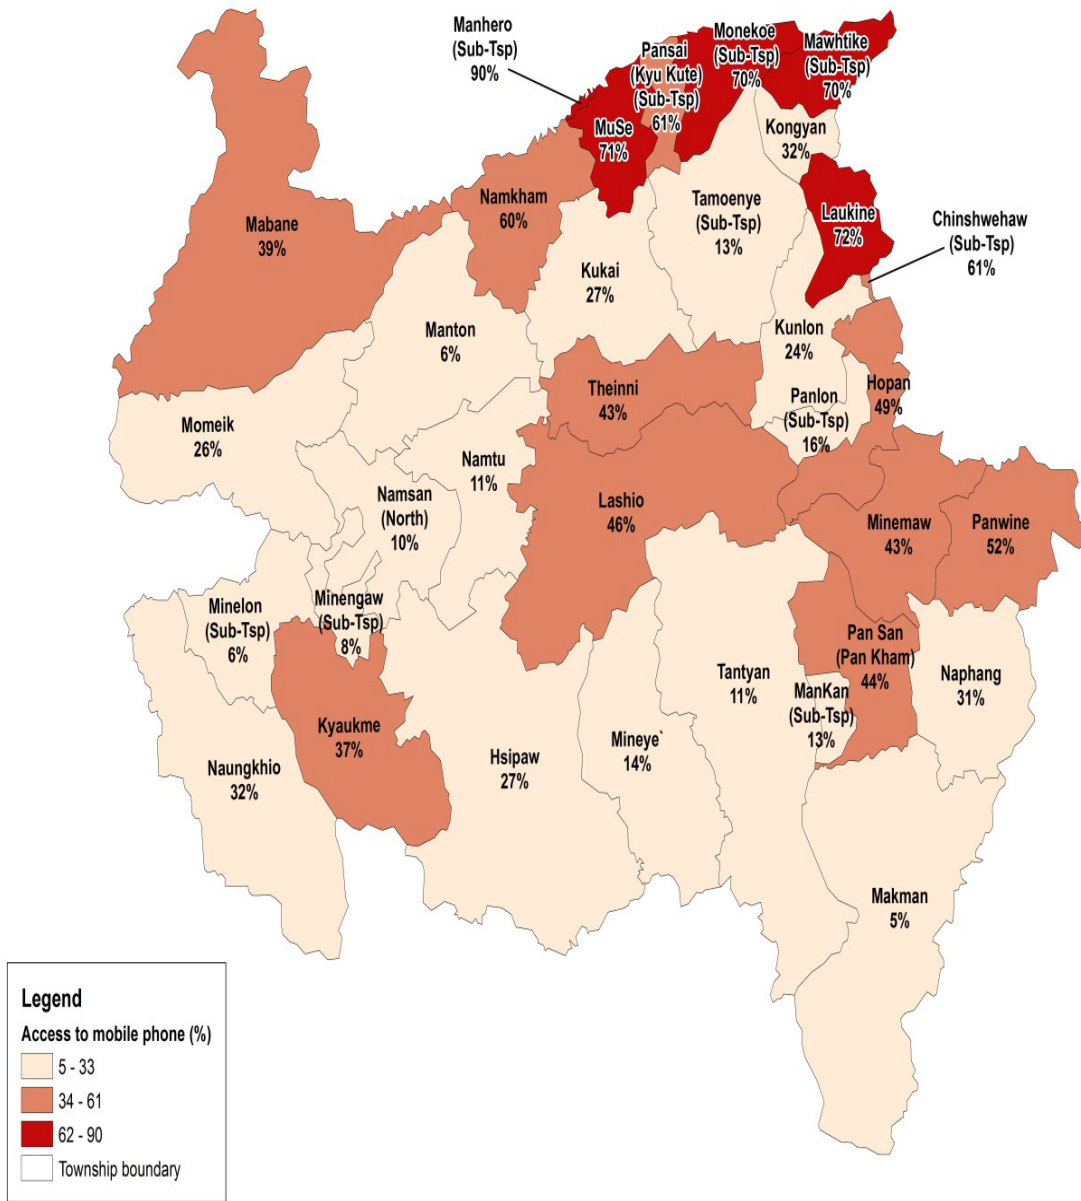 Manhero
(Sub-Tsp)
90%
Pansai
(Kyu Kute)
(Sub-Tsp)
61%
Monekoe
(Sub-Tsp)
70%
Mawhtike
(Sub-Tsp)
70%
MuSe
71%
Kongyan
32%
Namkham
60%
Tamoenye
(Sub-Tsp)
13%
Laukine
72%
Chinshwehaw
(Sub-Tsp)
61%
Mabane
39%
Kukai
27%
Manton
6%
Kunlon
24%
Theinni
43%
Hopan
49%
Panlon
(Sub-Tsp)
16%
Momeik
26%
Namtu
11%
Namsan
(North)
10%
Lashio
46%
Minemaw
43%
Panwine
52%
Minelon
(Sub-Tsp)
6%
Minengaw
(Sub-Tsp)
8%
Pan San
(Pan Kham)
44%
Tantyan
11%
ManKan
(Sub-Tsp)
13%
Naphang
31%
Kyaukme
37%
Naungkhio
32%
Hsipaw
27%
Mineye`
14%
Makman
5%
Legend
Access to mobile phone (%)
5 - 33
34 - 61
62 - 90
Township boundary